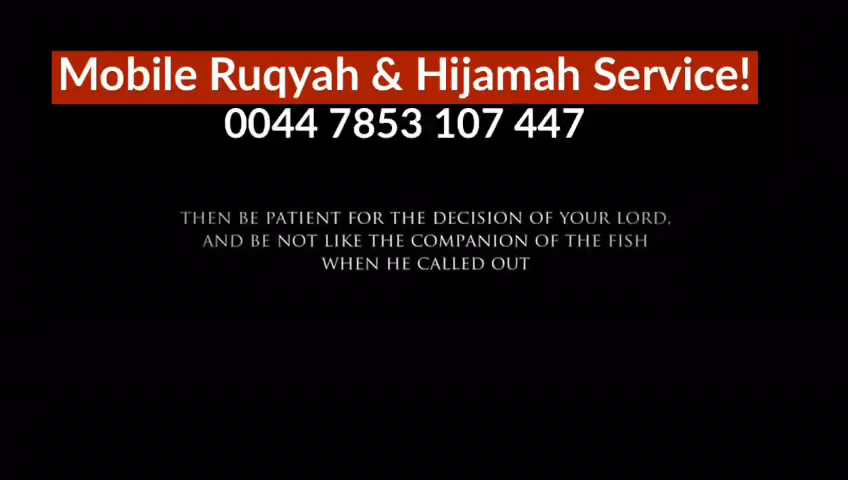 Mobile Ruqyah & Hijamah Service!
0044 7853 107 447
THEN BE PATIENT FOR THE DECISION OF YOUR LORD,
AND BE NOT LIKE THE COMPANION OF THE FISH
WHEN HE CALLED OUT